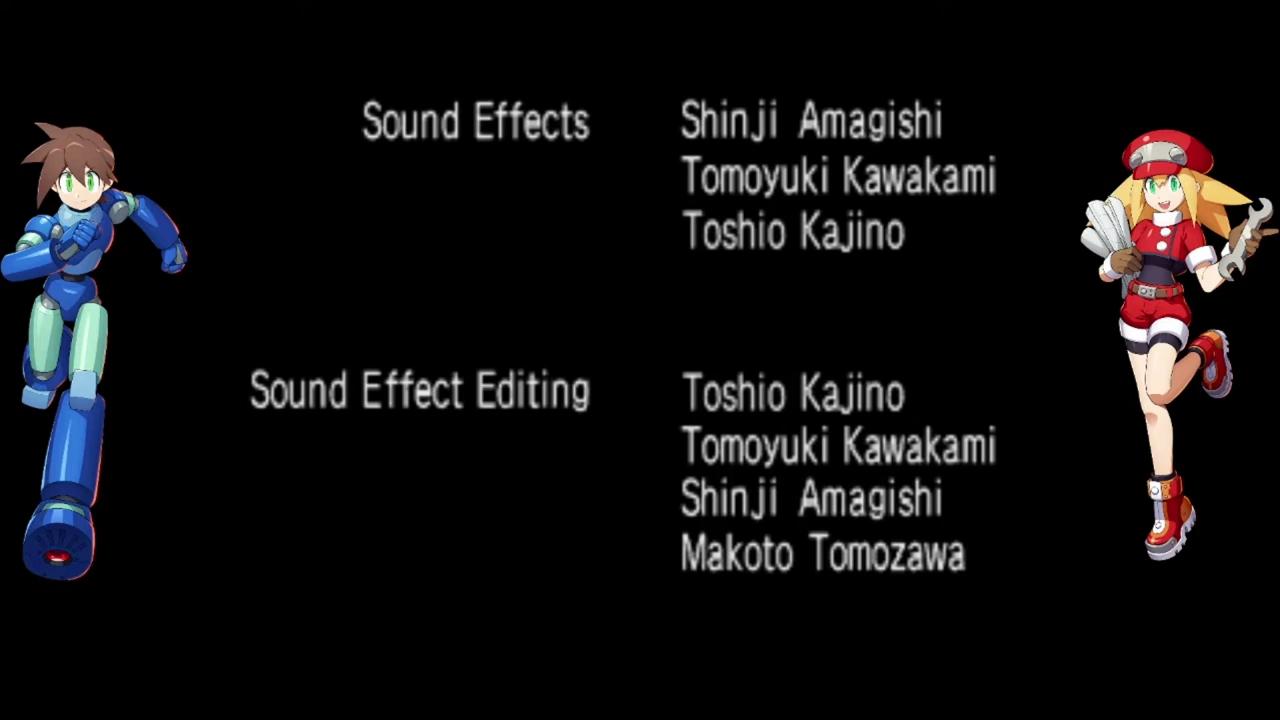 Sound Effects Shinji Amagishi
Tomoyuki Kawakami
Toshio Kajino
Sound Effect Editing Toshio Kajino
Tomoyuki Kawakami
Shinji Amagishi
Makoto Tomozawa